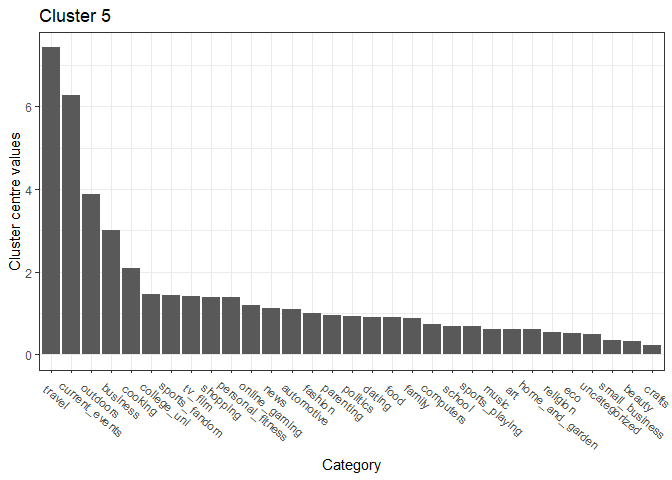 Cluster 5
Cluster centre values
6
4
2
0
travel
current_events
outdoors
business
cooking
college_uni
sports_fandom
tv_film
shopping
personal_fitness
online_gaming
news
automotive
fashion
parenting
politics
dating
food
family
computers
school
sports_playing
music
art
home_and_garden
religion
eco
uncategorized
small_business
beauty
crafts
Category